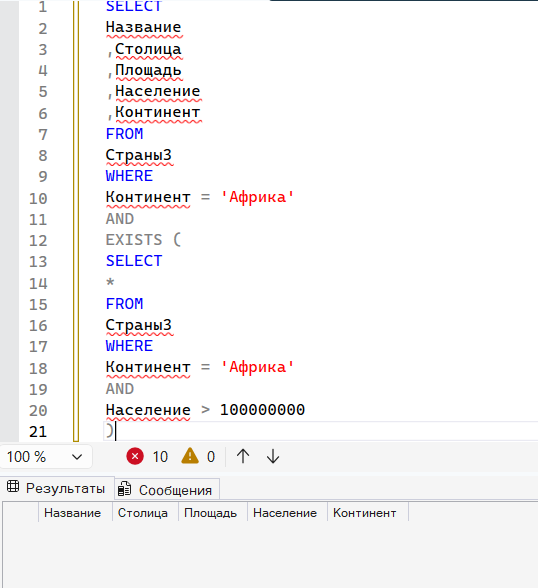 1 SELECT
2 Название
3 ,Столица
4 ,Площадь
5 ,Население
6 ,Континент
7 FROM
8 Страны3
9 WHERE
10 Континент = 'Африка'
11 AND
12 EXISTS (
13 SELECT
14 *
15 FROM
16 Страны3
17 WHERE
18 Континент = 'Африка'
19 AND
20 Население > 100000000
21 )
100 % 10 0
Результаты Сообщения
Название Столица Площадь Население Континент